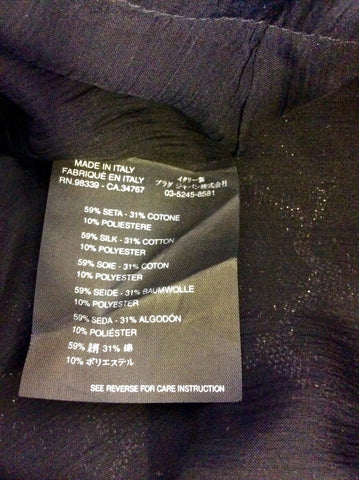 MADE IN ITALY
FABRIQUÉ EN ITALY
RN.98339 - CA.34767
イタリー製
プラダ ジャパン株式会社
03-5245-8581
59% SETA - 31% COTONE
10% POLIESTERE
59% SILK - 31% COTTON
10% POLYESTER
59% SOIE - 31% COTON
10% POLYESTER
59% SEIDE - 31% BAUMWOLLE
10% POLYESTER
59% SEDA - 31% ALGODÓN
10% POLIÉSTER
59% 絹 31% 綿
10% ポリエステル
SEE REVERSE FOR CARE INSTRUCTION